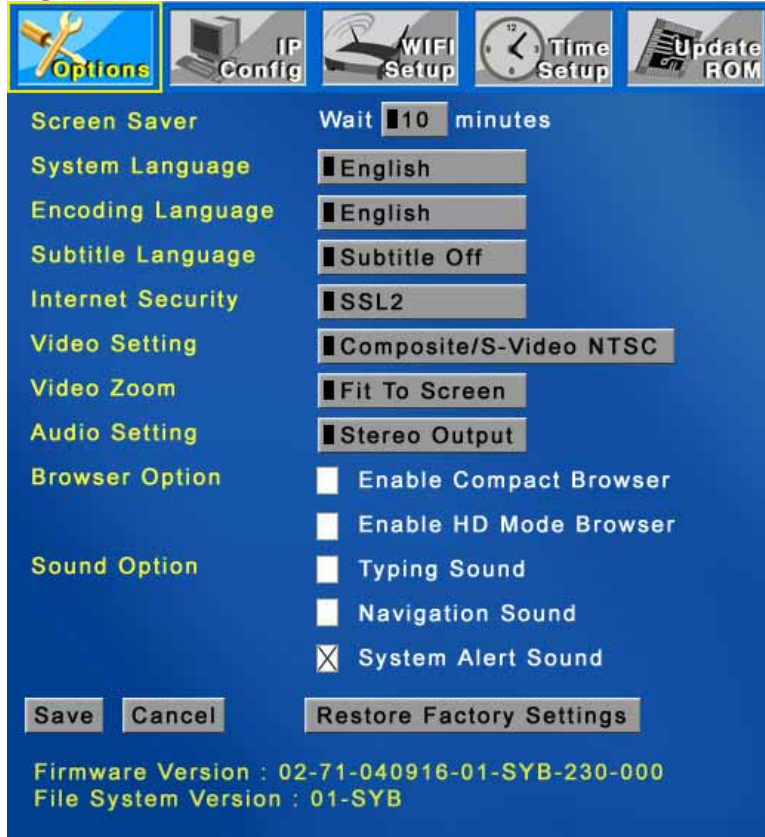 Options
IP Config
WIFI Setup
Time Setup
Update ROM
Screen Saver Wait 10 minutes
System Language English
Encoding Language English
Subtitle Language Subtitle Off
Internet Security SSL2
Video Setting Composite/S-Video NTSC
Video Zoom Fit To Screen
Audio Setting Stereo Output
Browser Option Enable Compact Browser
Enable HD Mode Browser
Sound Option Typing Sound
Navigation Sound
System Alert Sound
Save Cancel Restore Factory Settings
Firmware Version : 02-71-040916-01-SYB-230-000
File System Version : 01-SYB